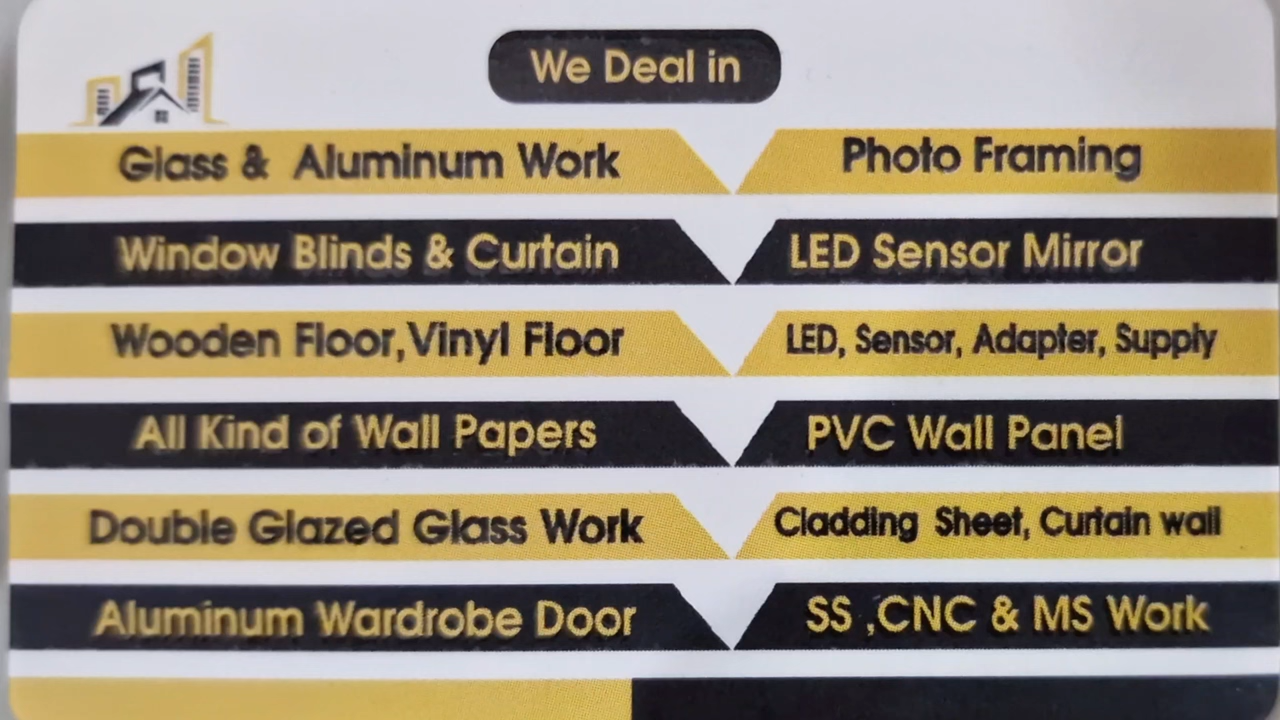 We Deal in
Glass & Aluminum Work
Photo Framing
Window Blinds & Curtain
LED Sensor Mirror
Wooden Floor,Vinyl Floor
LED, Sensor, Adapter, Supply
All Kind of Wall Papers
PVC Wall Panel
Double Glazed Glass Work
Cladding Sheet, Curtain wall
Aluminum Wardrobe Door
SS ,CNC & MS Work